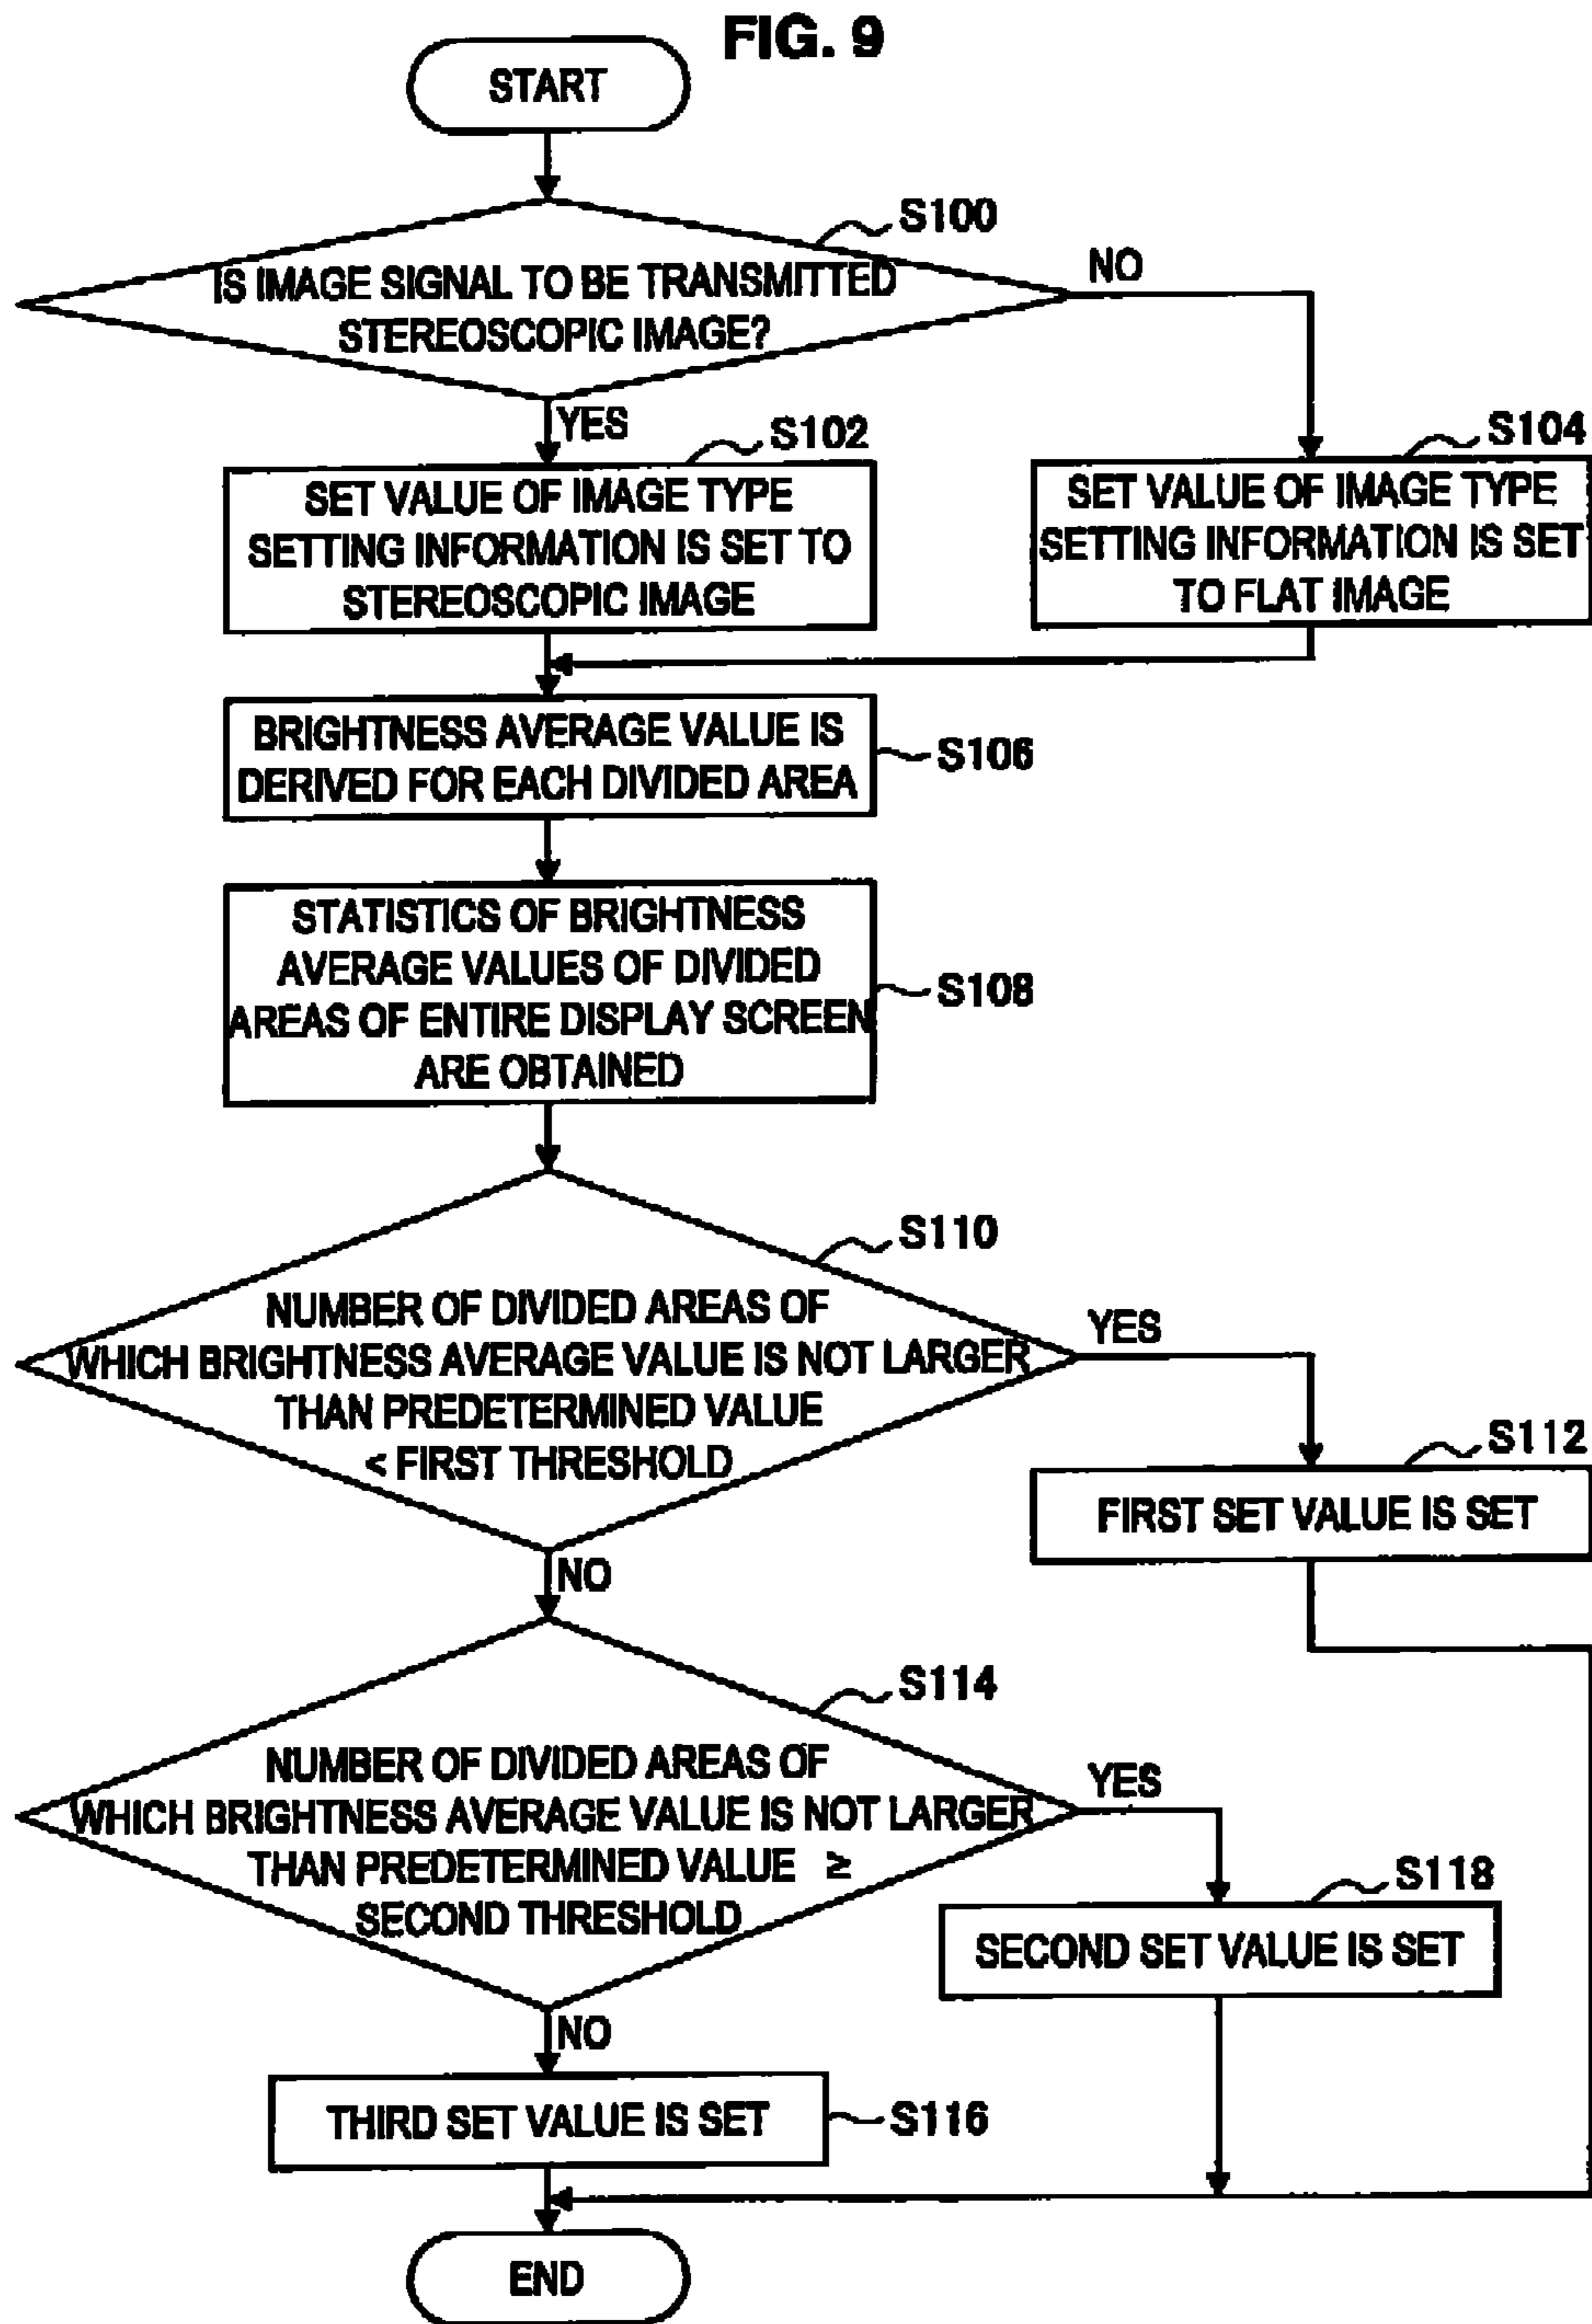 FIG. 9
START
S100
IS IMAGE SIGNAL TO BE TRANSMITTED
STEREOSCOPIC IMAGE?
NO
YES
S102
SET VALUE OF IMAGE TYPE
SETTING INFORMATION IS SET TO
STEREOSCOPIC IMAGE
S104
SET VALUE OF IMAGE TYPE
SETTING INFORMATION IS SET
TO FLAT IMAGE
BRIGHTNESS AVERAGE VALUE IS
DERIVED FOR EACH DIVIDED AREA
S106
STATISTICS OF BRIGHTNESS
AVERAGE VALUES OF DIVIDED
AREAS OF ENTIRE DISPLAY SCREEN
ARE OBTAINED
S108
S110
NUMBER OF DIVIDED AREAS OF
WHICH BRIGHTNESS AVERAGE VALUE IS NOT LARGER
THAN PREDETERMINED VALUE
< FIRST THRESHOLD
YES
S112
FIRST SET VALUE IS SET
NO
S114
NUMBER OF DIVIDED AREAS OF
WHICH BRIGHTNESS AVERAGE VALUE IS NOT LARGER
THAN PREDETERMINED VALUE ≥
SECOND THRESHOLD
YES
S118
SECOND SET VALUE IS SET
NO
THIRD SET VALUE IS SET
S116
END